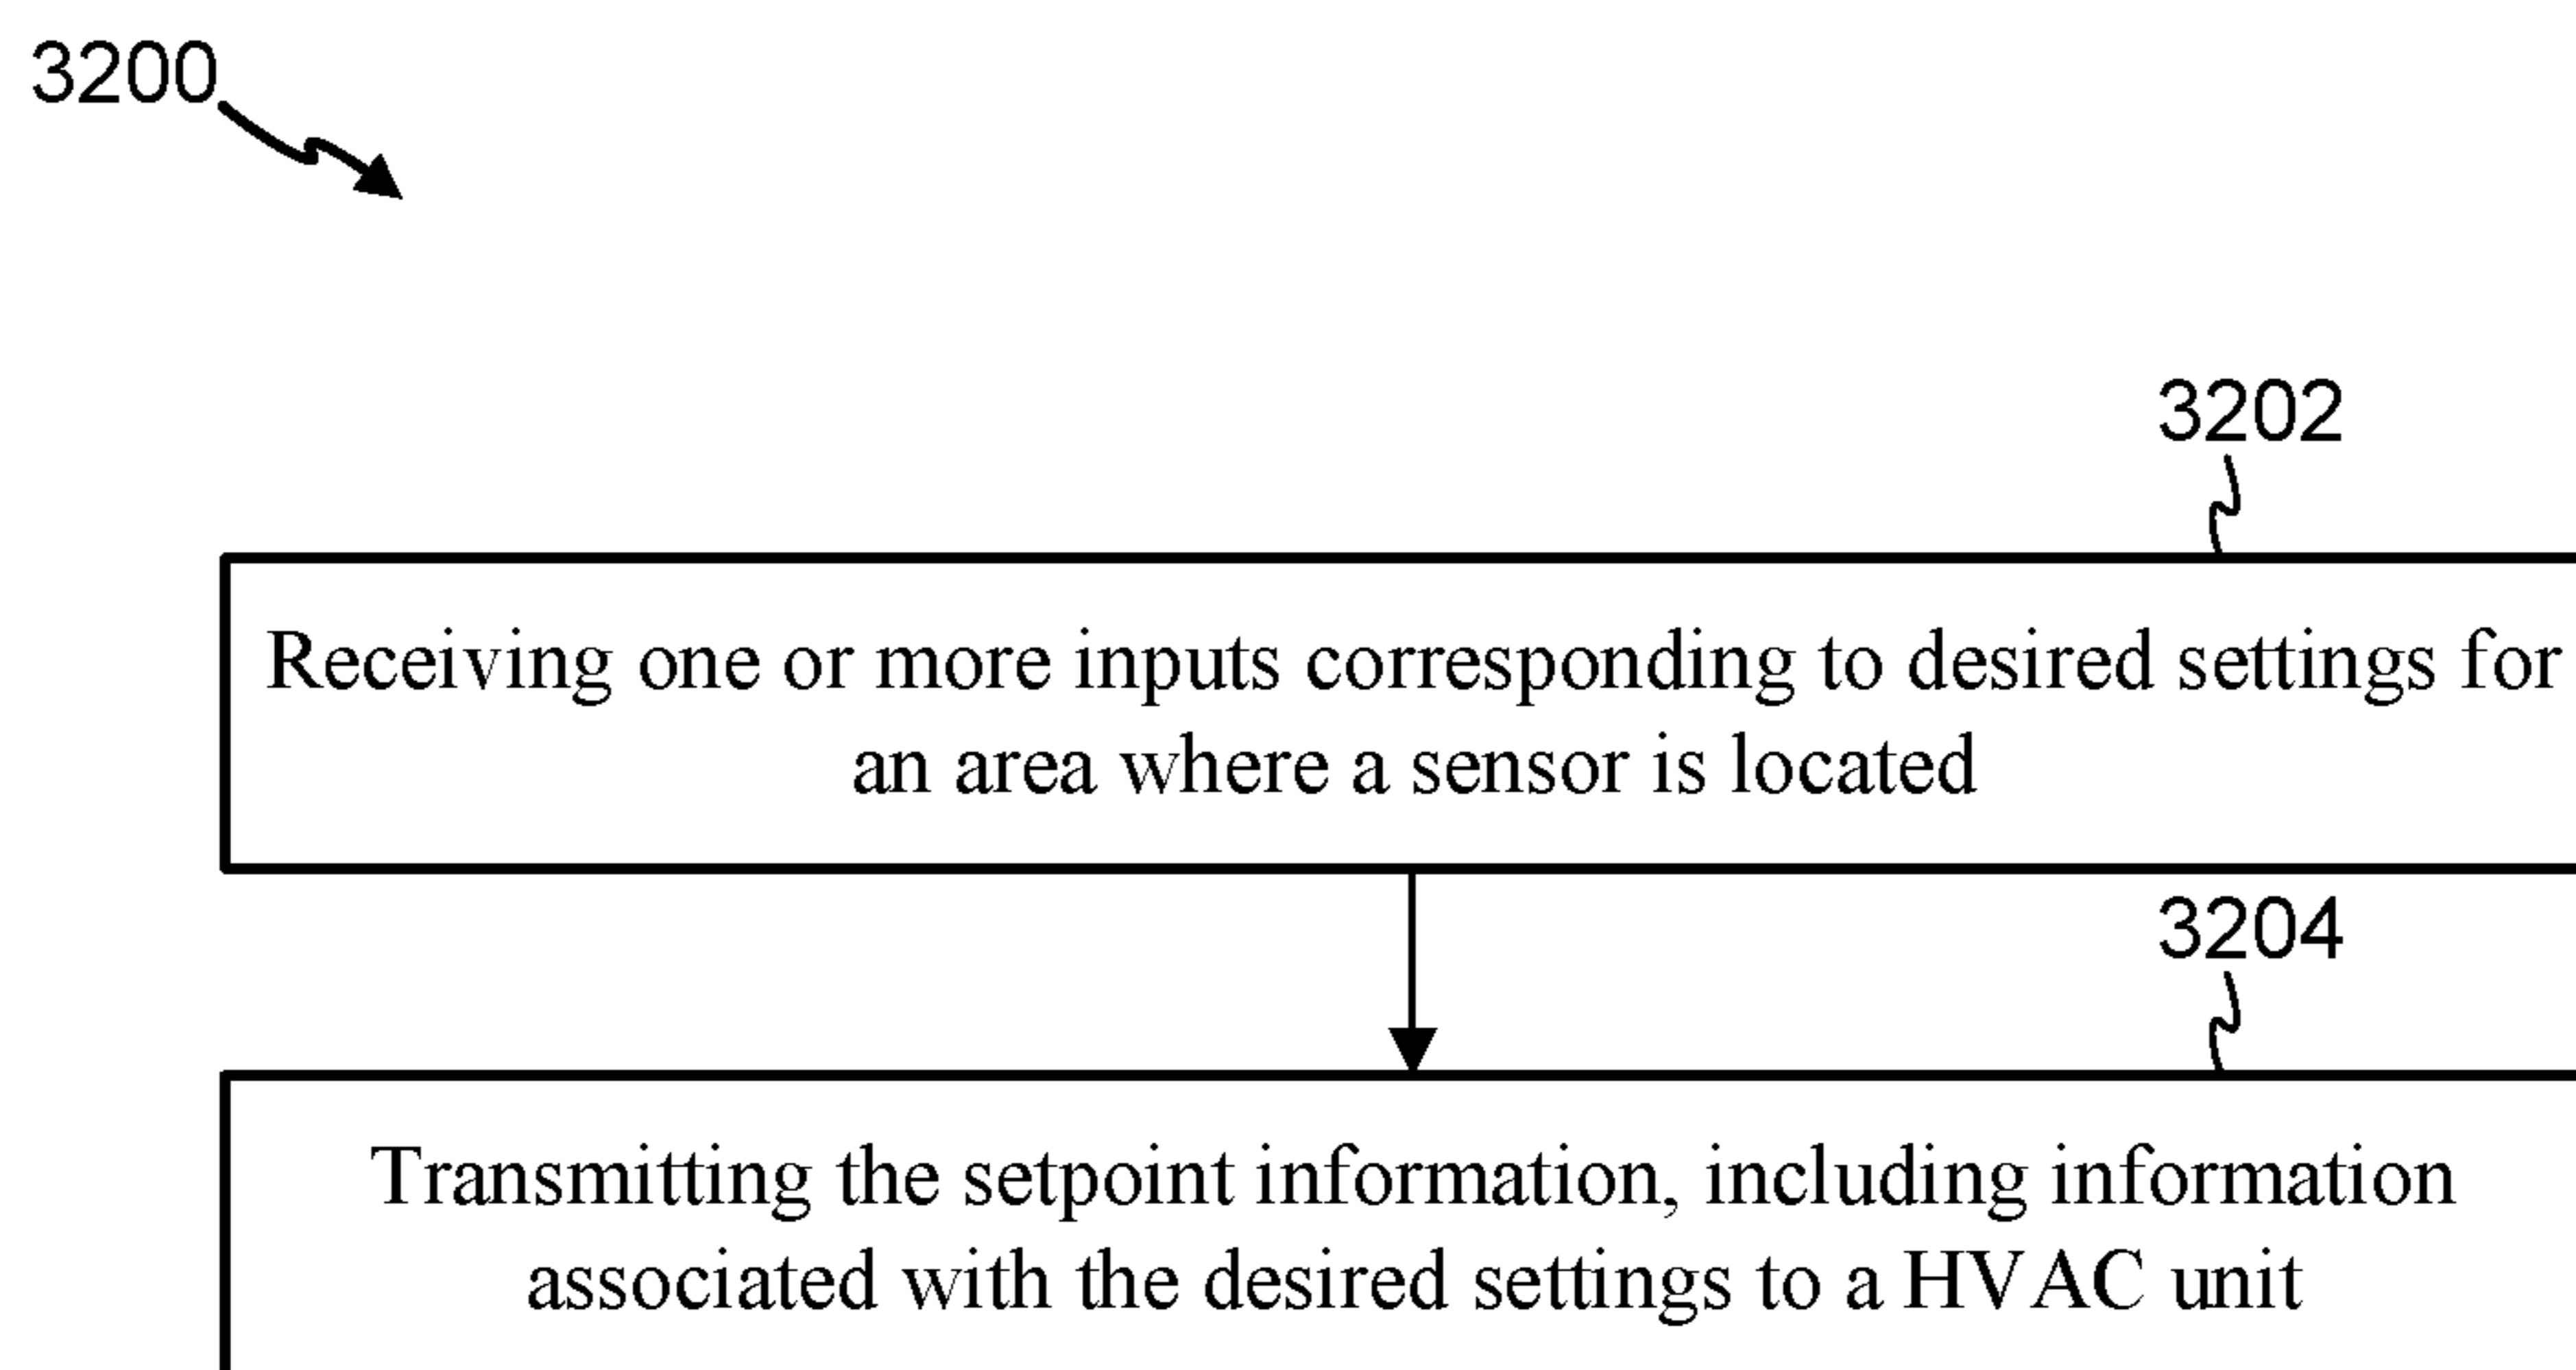 3200
3202
Receiving one or more inputs corresponding to desired settings for
an area where a sensor is located
3204
Transmitting the setpoint information, including information
associated with the desired settings to a HVAC unit